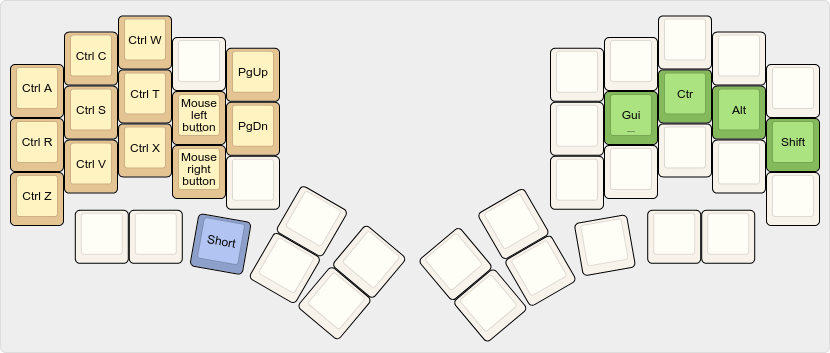 Ctrl W
Ctrl C
Ctrl A
PgUp
Ctrl T
Ctrl S
Mouse
left
button
PgDn
Ctrl R
Ctrl X
Ctrl V
Mouse
right
button
Ctrl Z
Short
Ctr
Gui
_
Alt
Shift